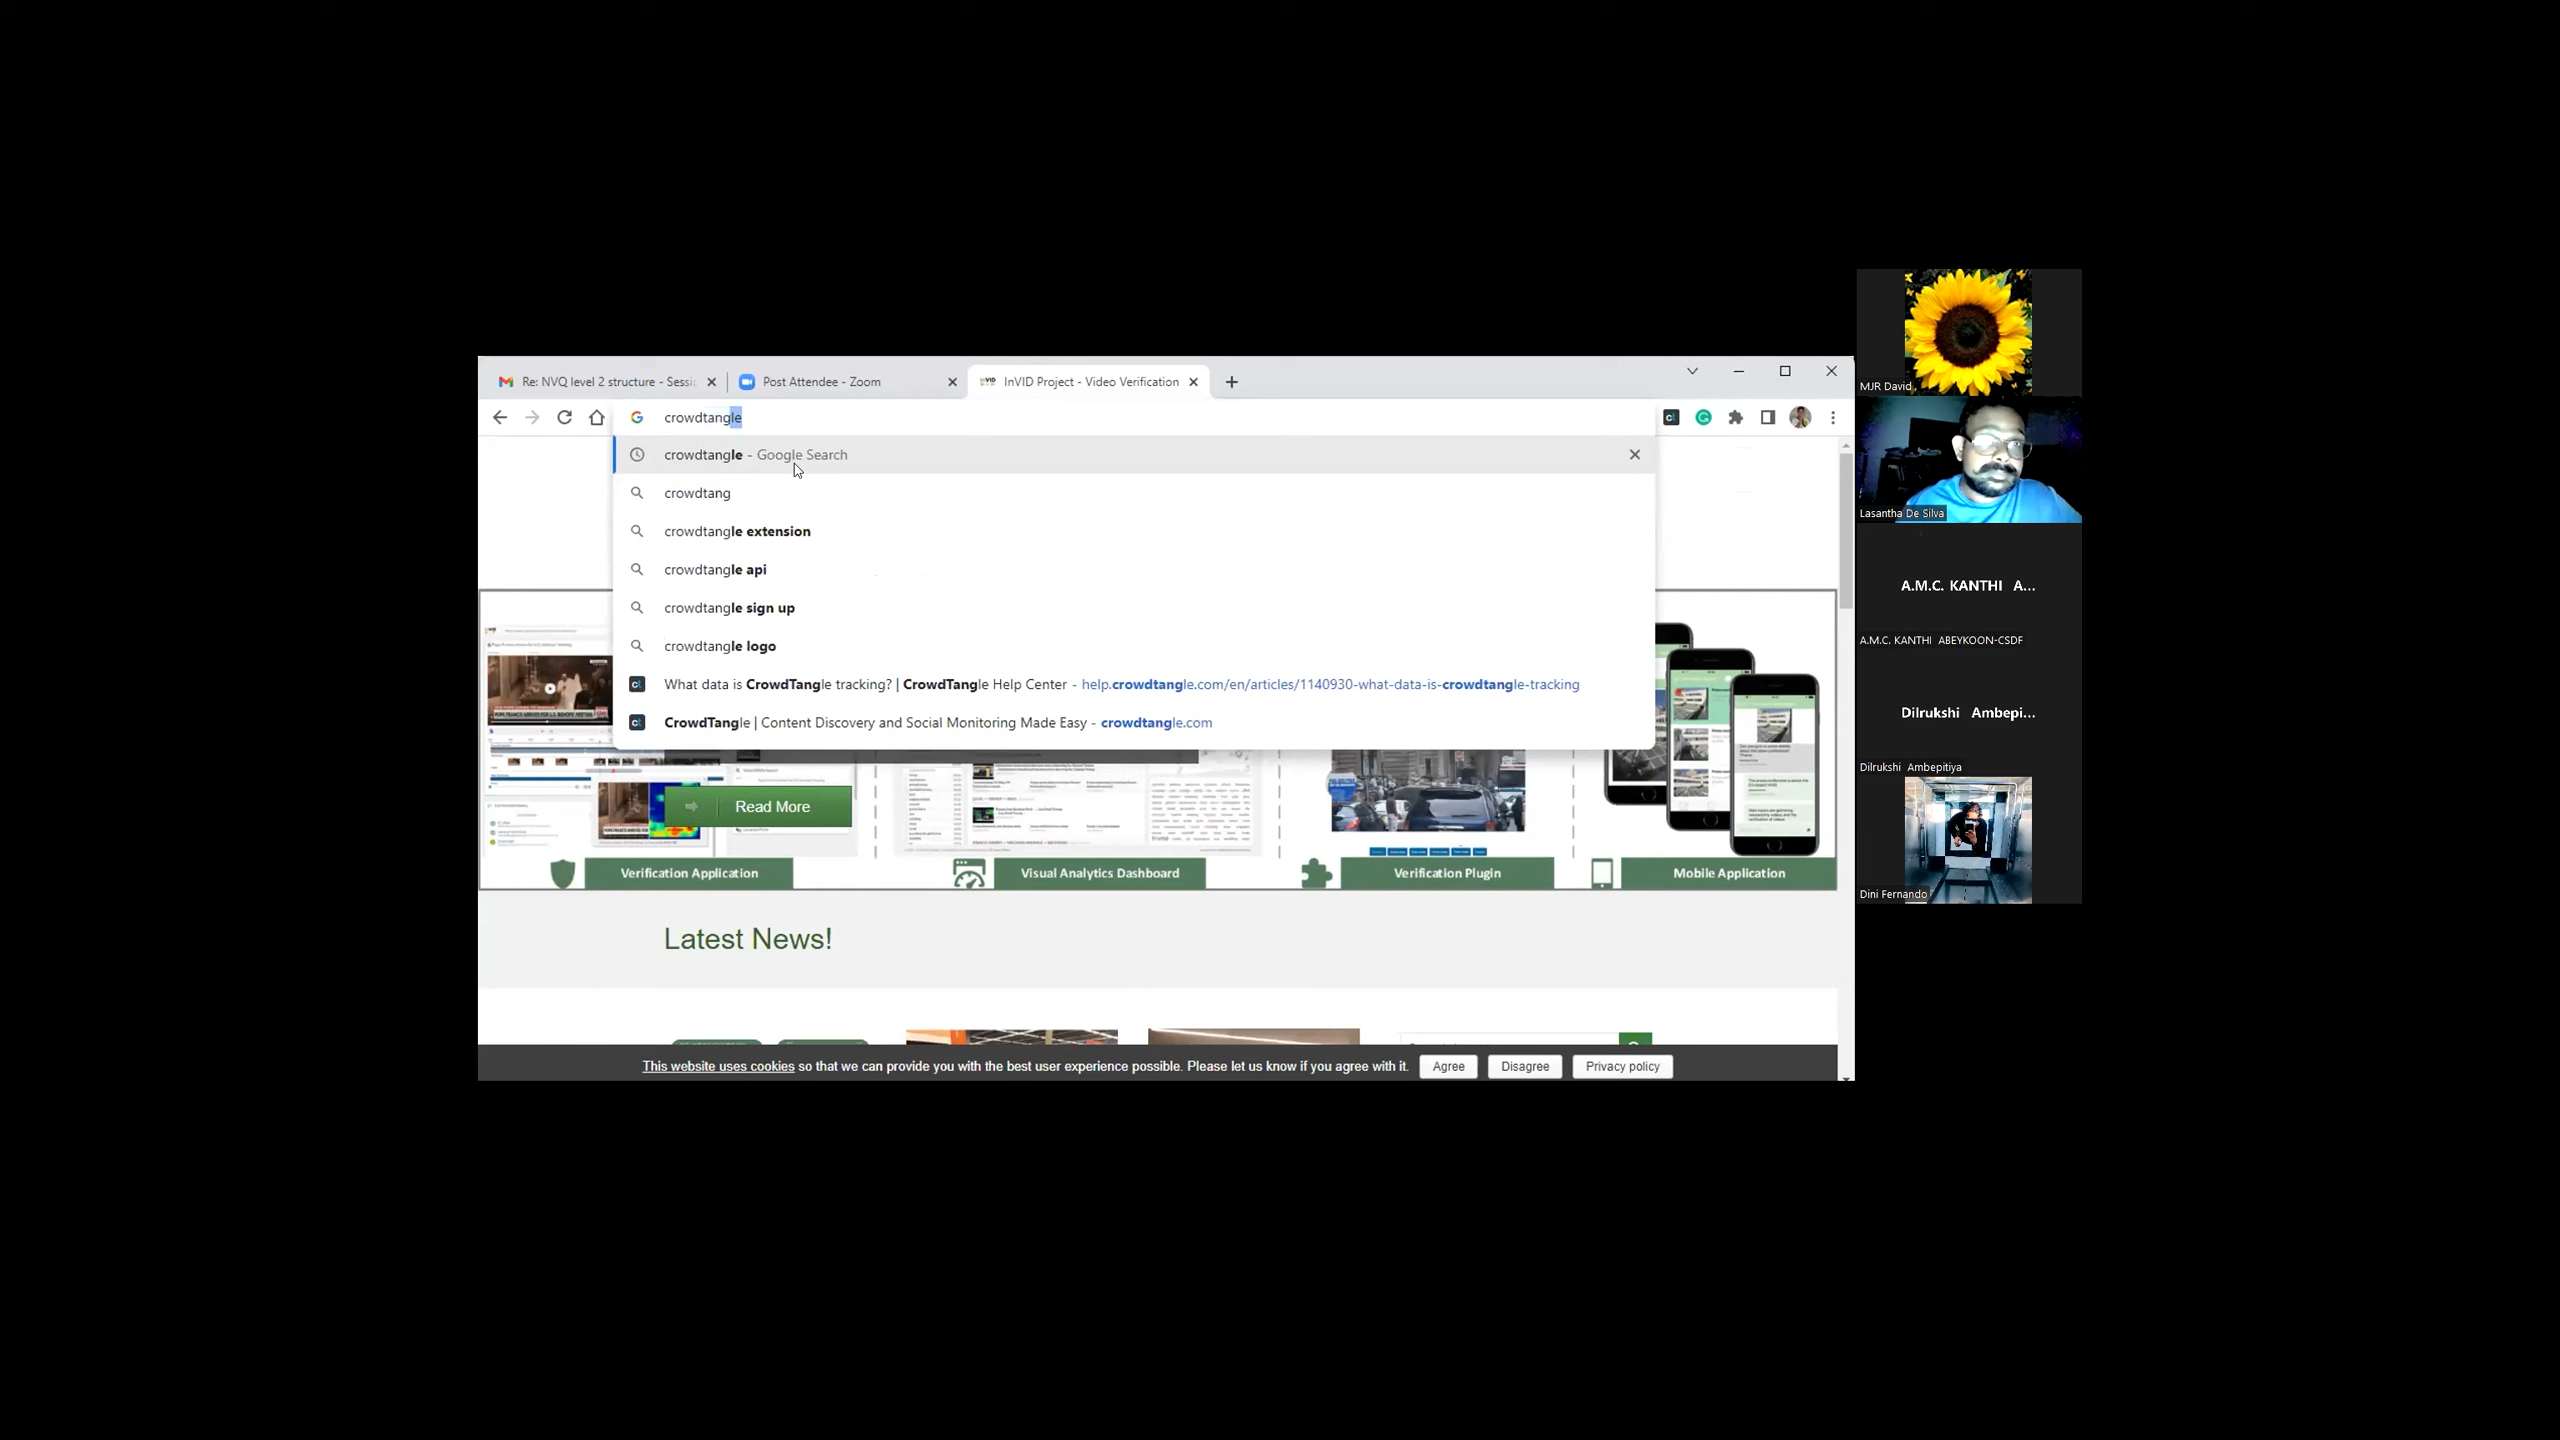 Re: NVQ level 2 structure - Sessi
Post Attendee - Zoom
InVID Project - Video Verification
crowdtangle
crowdtangle - Google Search
crowdtang
crowdtangle extension
crowdtangle api
crowdtangle sign up
crowdtangle logo
What data is CrowdTangle tracking? | CrowdTangle Help Center - help.crowdtangle.com/en/articles/1140930-what-data-is-crowdtangle-tracking
CrowdTangle | Content Discovery and Social Monitoring Made Easy - crowdtangle.com
Read More
Verification Application
Visual Analytics Dashboard
Verification Plugin
Mobile Application
Latest News!
This website uses cookies so that we can provide you with the best user experience possible. Please let us know if you agree with it.
Agree
Disagree
Privacy policy
MJR David
Lasantha De Silva
A.M.C. KANTHI A...
A.M.C. KANTHI ABEYKOON-CSDF
Dilrukshi Ambepi...
Dilrukshi Ambepitiya
Dini Fernando